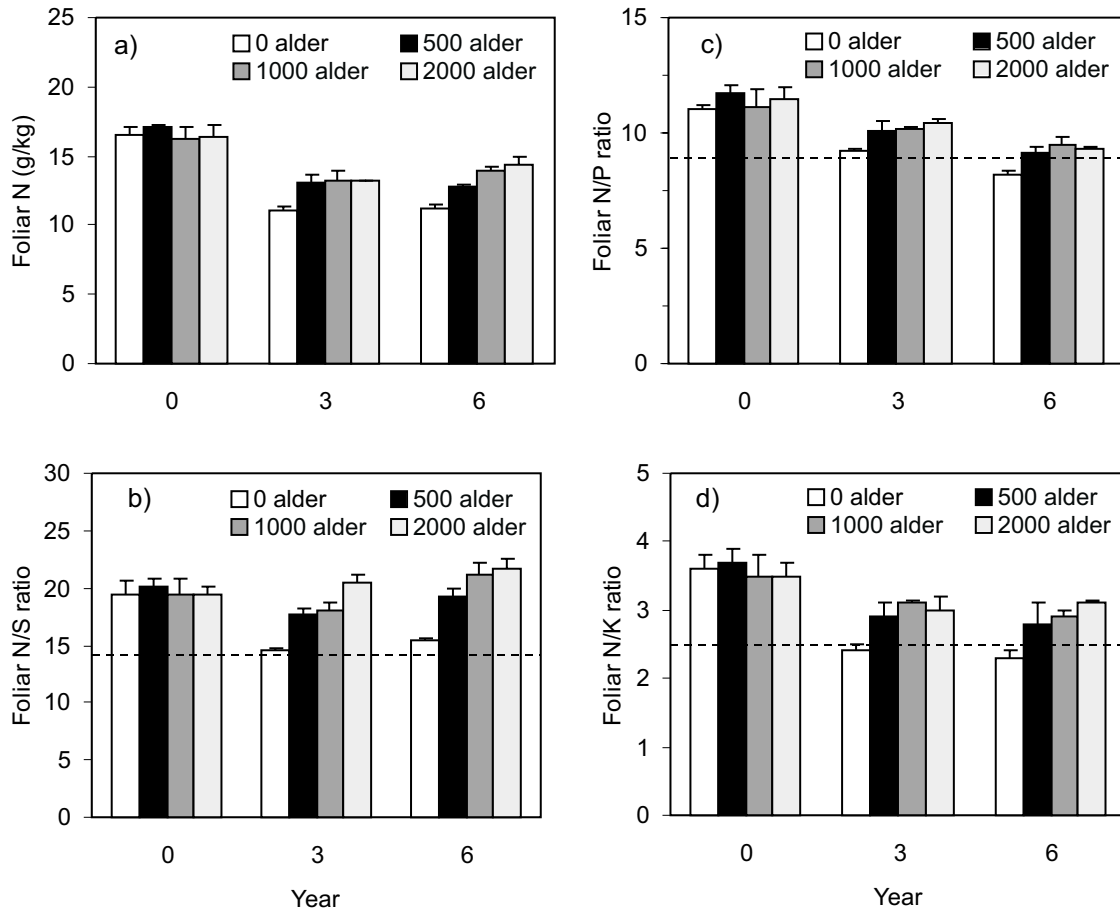 a)
0 alder 500 alder
1000 alder 2000 alder
Foliar N (g/kg)
25
20
15
10
5
0
0 3 6
c)
0 alder 500 alder
1000 alder 2000 alder
Foliar N/P ratio
15
10
5
0
0 3 6
b)
0 alder 500 alder
1000 alder 2000 alder
Foliar N/S ratio
30
25
20
15
10
5
0
0 3 6
Year
d)
0 alder 500 alder
1000 alder 2000 alder
Foliar N/K ratio
5
4
3
2
1
0
0 3 6
Year